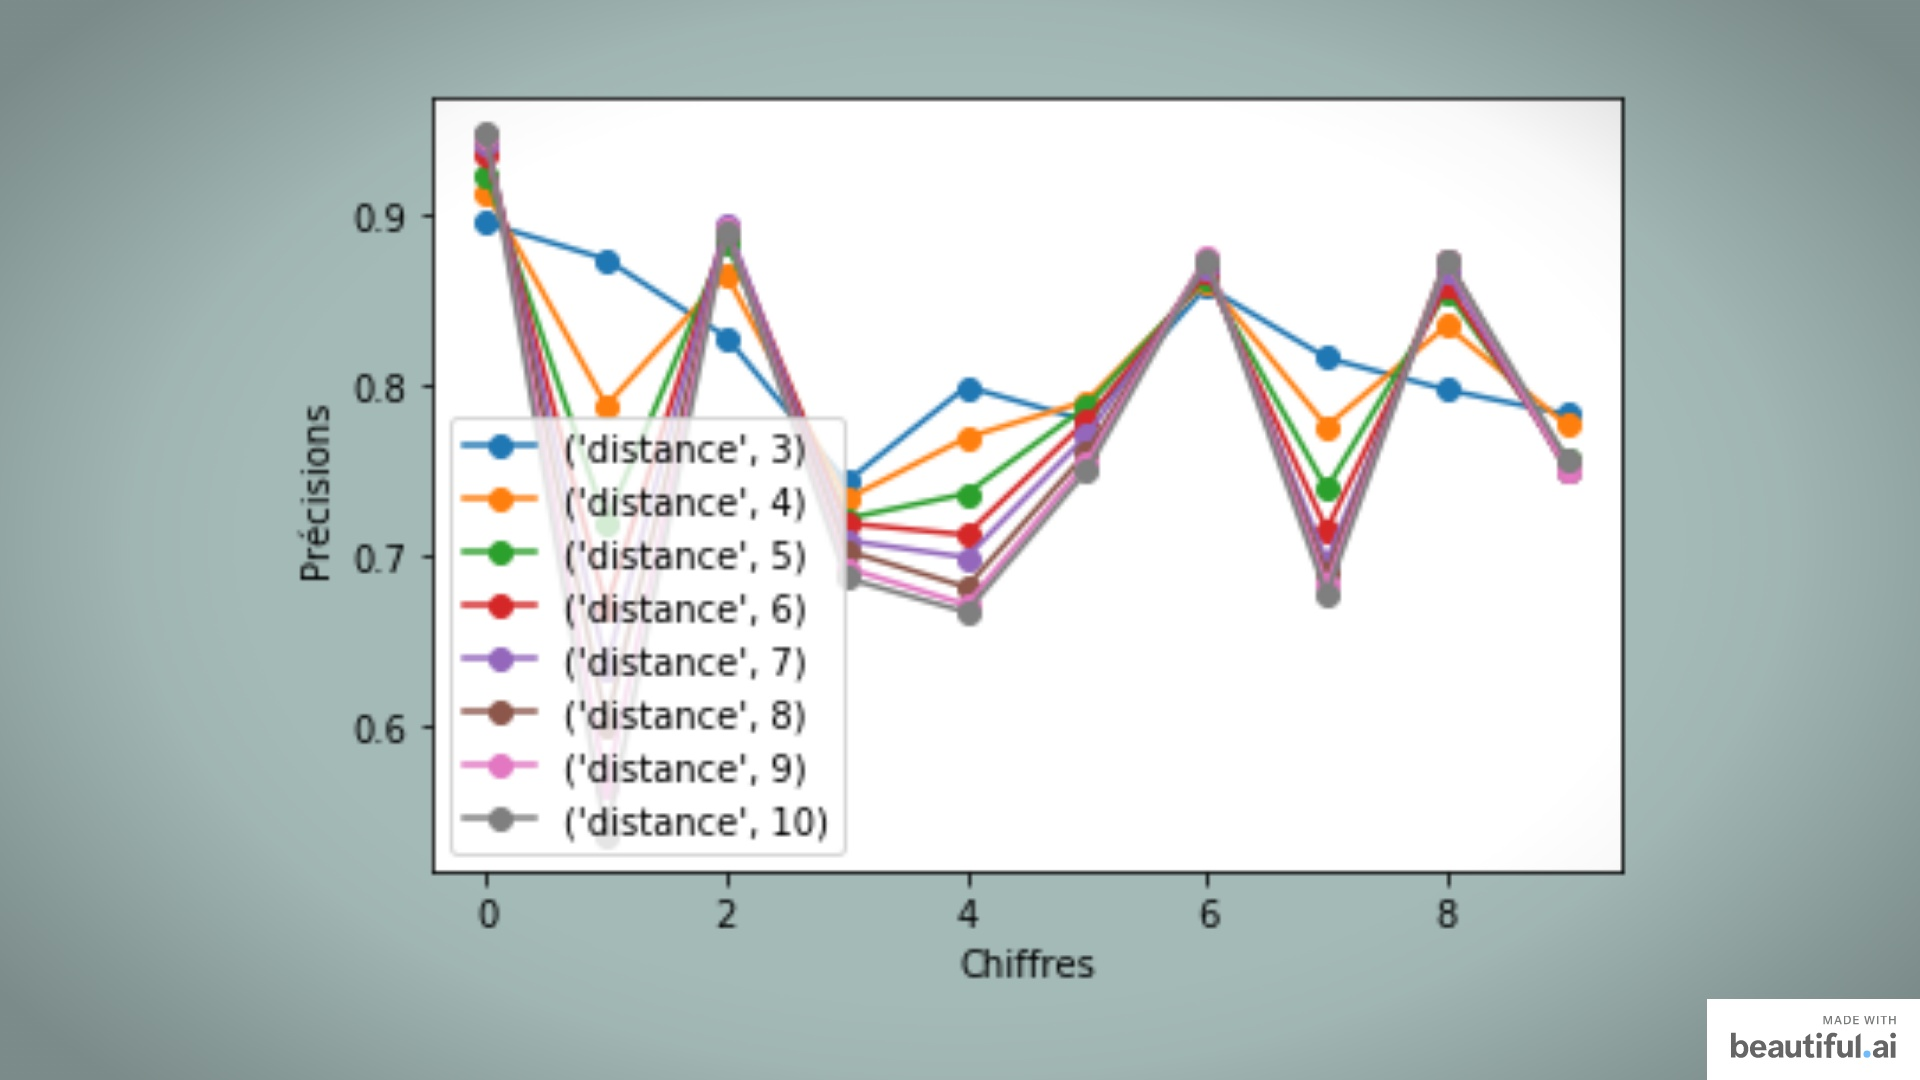 Précisions
0.9
0.8
0.7
0.6
('distance', 3)
('distance', 4)
('distance', 5)
('distance', 6)
('distance', 7)
('distance', 8)
('distance', 9)
('distance', 10)
0 2 4 6 8
Chiffres
MADE WITH
beautiful.ai